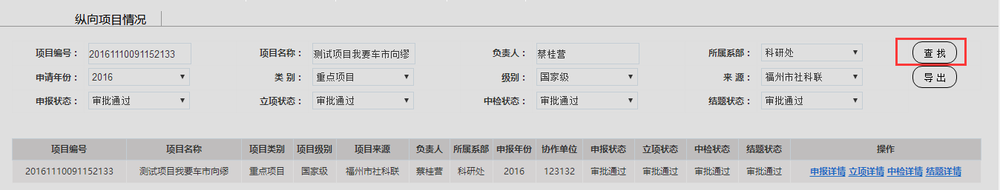 纵向项目情况
项目编号： 20161110091152133 项目名称： 测试项目我要车市向缪 负责人： 蔡桂营 所属系部： 科研处 查 找
申请年份： 2016 类 别： 重点项目 级别： 国家级 来 源： 福州市社科联 导 出
申报状态： 审批通过 立项状态： 审批通过 中检状态： 审批通过 结题状态： 审批通过
项目编号 项目名称 项目类别 项目级别 项目来源 负责人 所属系部 申报年份 协作单位 申报状态 立项状态 中检状态 结题状态 操作
20161110091152133 测试项目我要车市向缪 重点项目 国家级 福州市社科联 蔡桂营 科研处 2016 123132 审批通过 审批通过 审批通过 审批通过 申报详情 立项详情 中检详情 结题详情